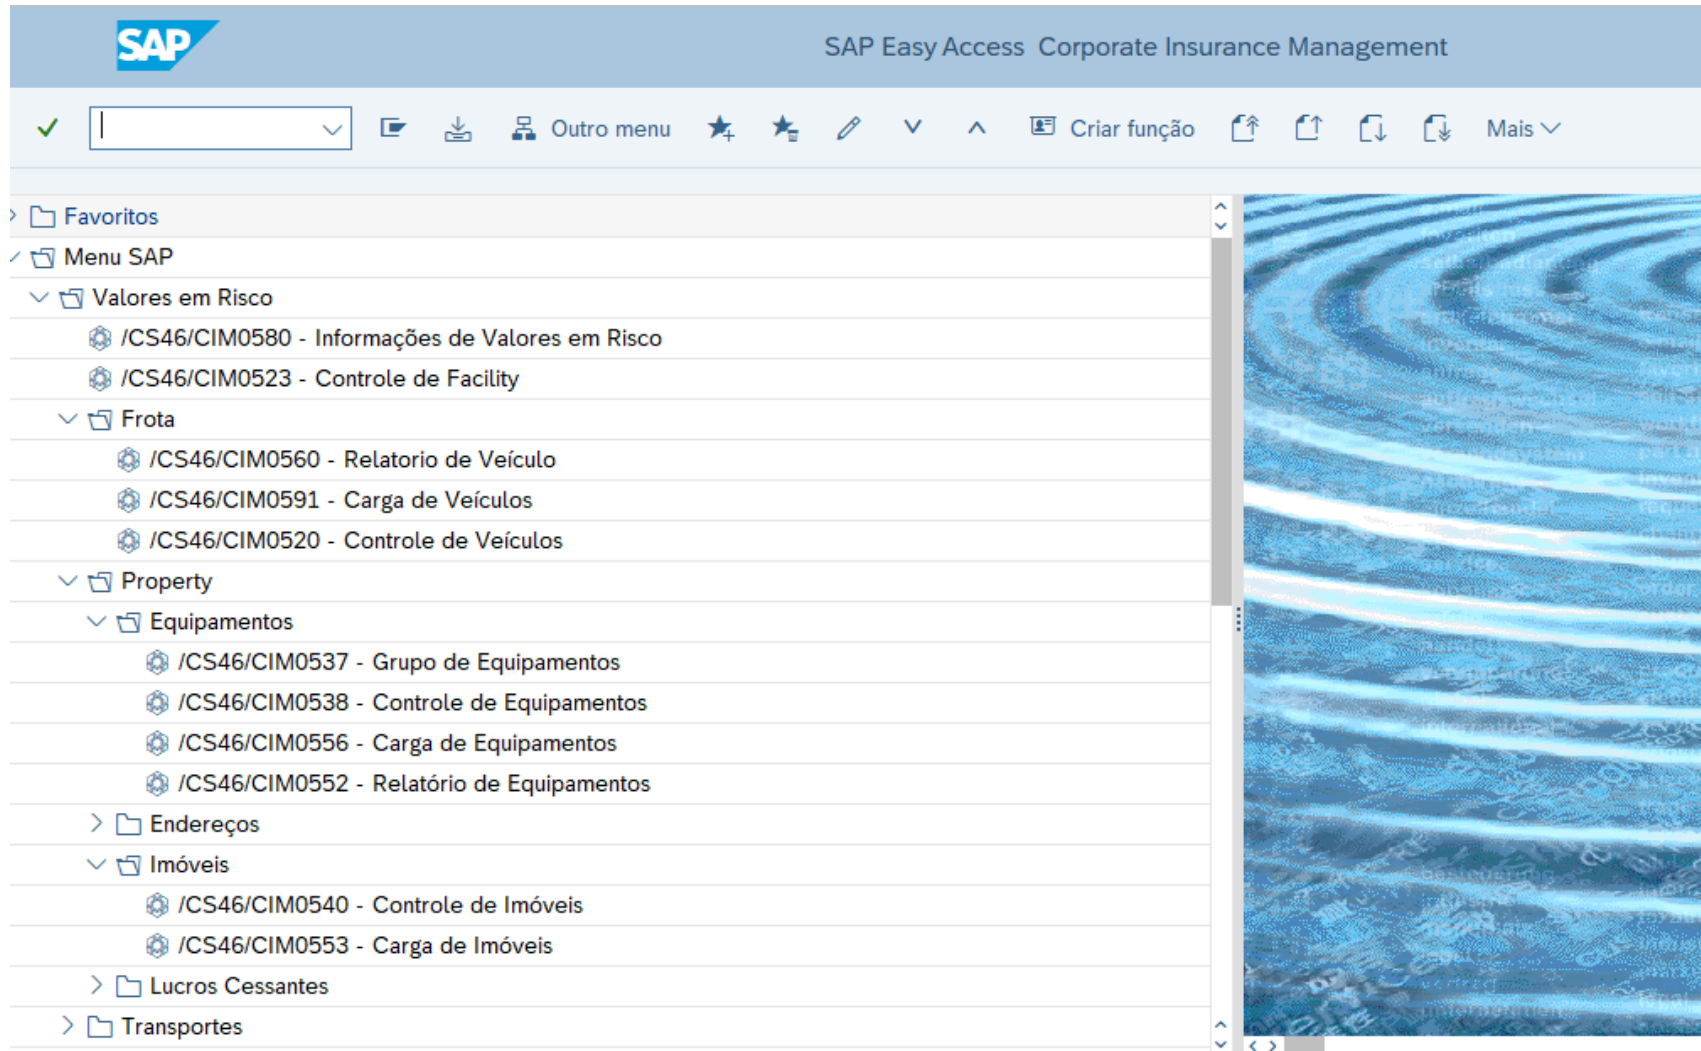 SAP
SAP Easy Access Corporate Insurance Management
Outro menu
Criar função
Mais
Favoritos
Menu SAP
Valores em Risco
/CS46/CIM0580 - Informações de Valores em Risco
/CS46/CIM0523 - Controle de Facility
Frota
/CS46/CIM0560 - Relatorio de Veículo
/CS46/CIM0591 - Carga de Veículos
/CS46/CIM0520 - Controle de Veículos
Property
Equipamentos
/CS46/CIM0537 - Grupo de Equipamentos
/CS46/CIM0538 - Controle de Equipamentos
/CS46/CIM0556 - Carga de Equipamentos
/CS46/CIM0552 - Relatório de Equipamentos
Endereços
Imóveis
/CS46/CIM0540 - Controle de Imóveis
/CS46/CIM0553 - Carga de Imóveis
Lucros Cessantes
Transportes